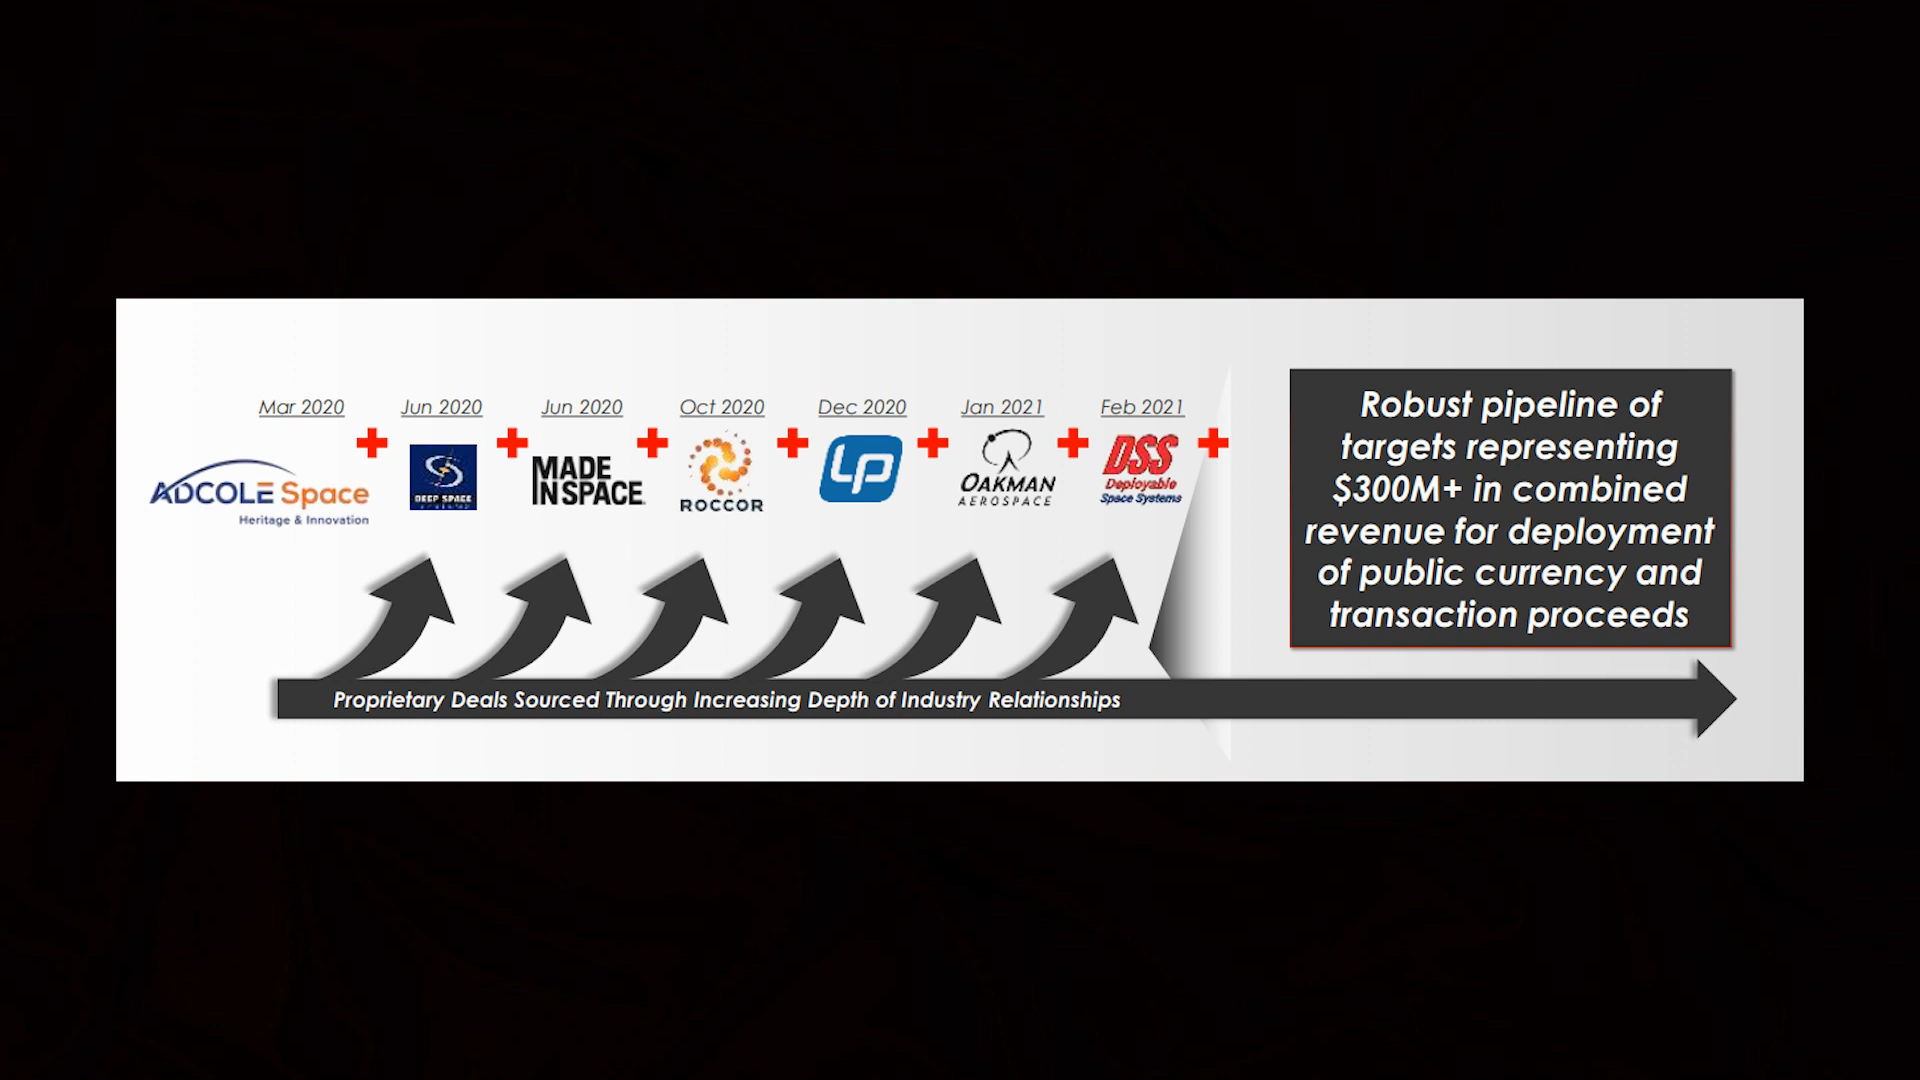 Mar 2020
Jun 2020
Jun 2020
Oct 2020
Dec 2020
Jan 2021
Feb 2021
ADCOLE Space
Heritage & Innovation
DEEP SPACE
MADE
IN SPACE
ROCCOR
LP
OAKMAN
AEROSPACE
DSS
Deployable
Space Systems
Robust pipeline of
targets representing
$300M+ in combined
revenue for deployment
of public currency and
transaction proceeds
Proprietary Deals Sourced Through Increasing Depth of Industry Relationships